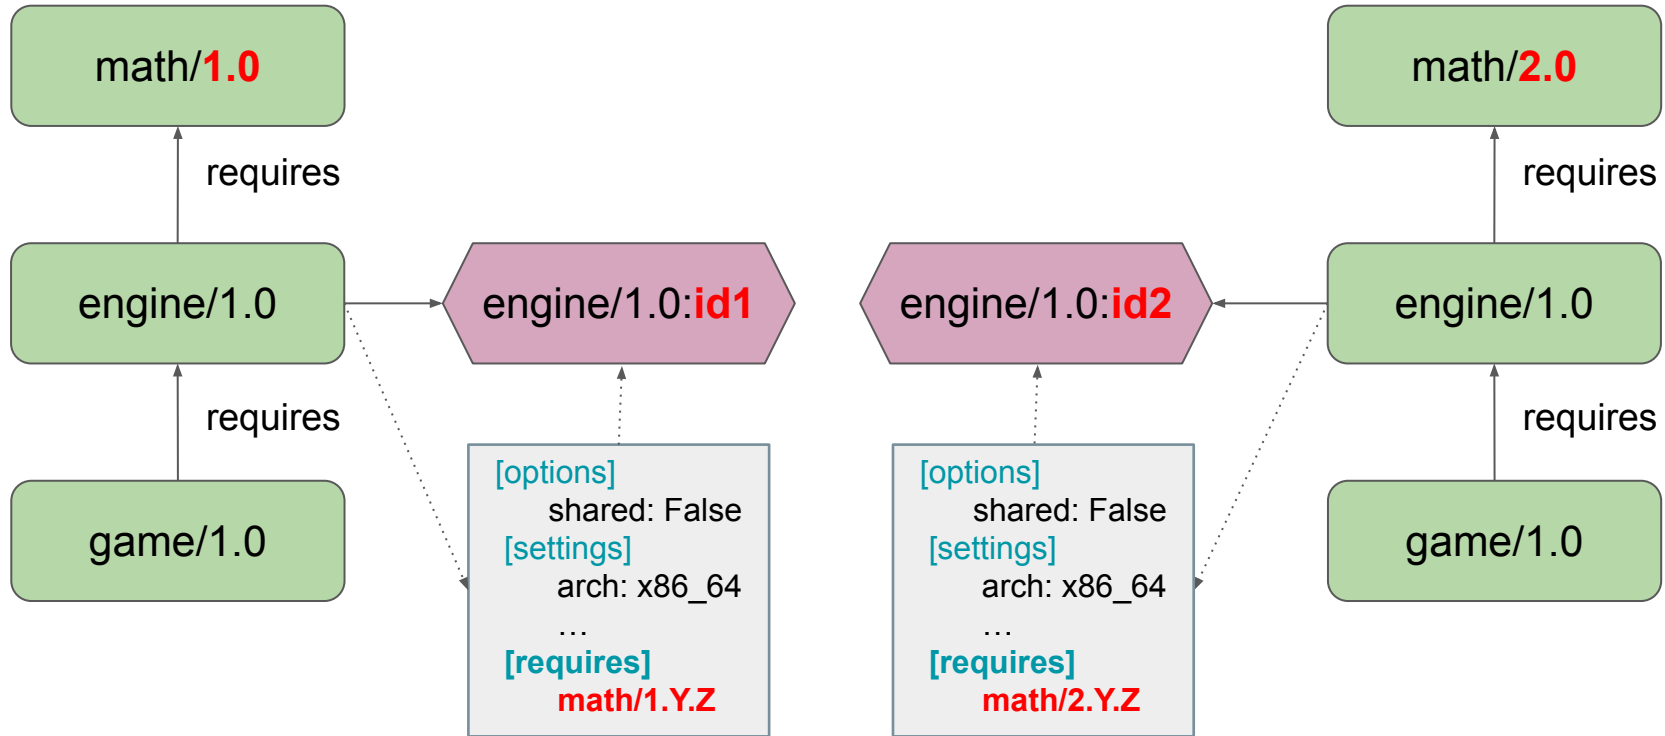 math/1.0
requires
engine/1.0
requires
game/1.0
engine/1.0:id1
[options]
shared: False
[settings]
arch: x86_64
…
[requires]
math/1.Y.Z
engine/1.0:id2
[options]
shared: False
[settings]
arch: x86_64
…
[requires]
math/2.Y.Z
math/2.0
requires
engine/1.0
requires
game/1.0